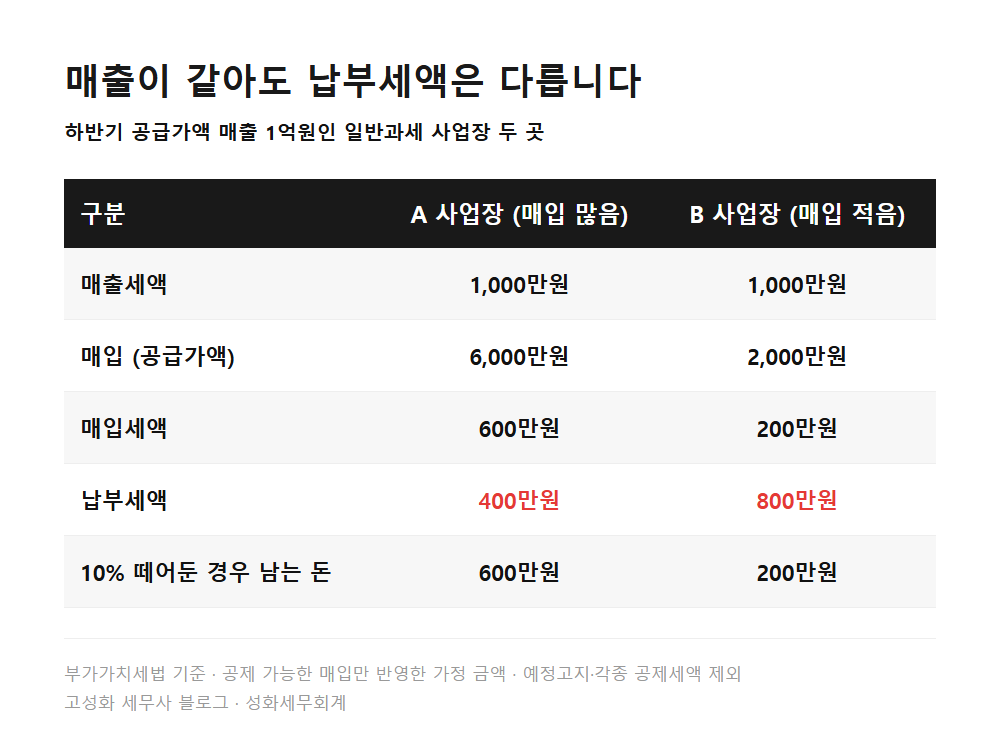 매출이 같아도 납부세액은 다릅니다
하반기 공급가액 매출 1억원인 일반과세 사업장 두 곳
구분 A 사업장 (매입 많음) B 사업장 (매입 적음)
매출세액 1,000만원 1,000만원
매입 (공급가액) 6,000만원 2,000만원
매입세액 600만원 200만원
납부세액 400만원 800만원
10% 떼어둔 경우 남는 돈 600만원 200만원
부가가치세법 기준 · 공제 가능한 매입만 반영한 가정 금액 · 예정고지·각종 공제세액 제외
고성화 세무사 블로그 · 성화세무회계